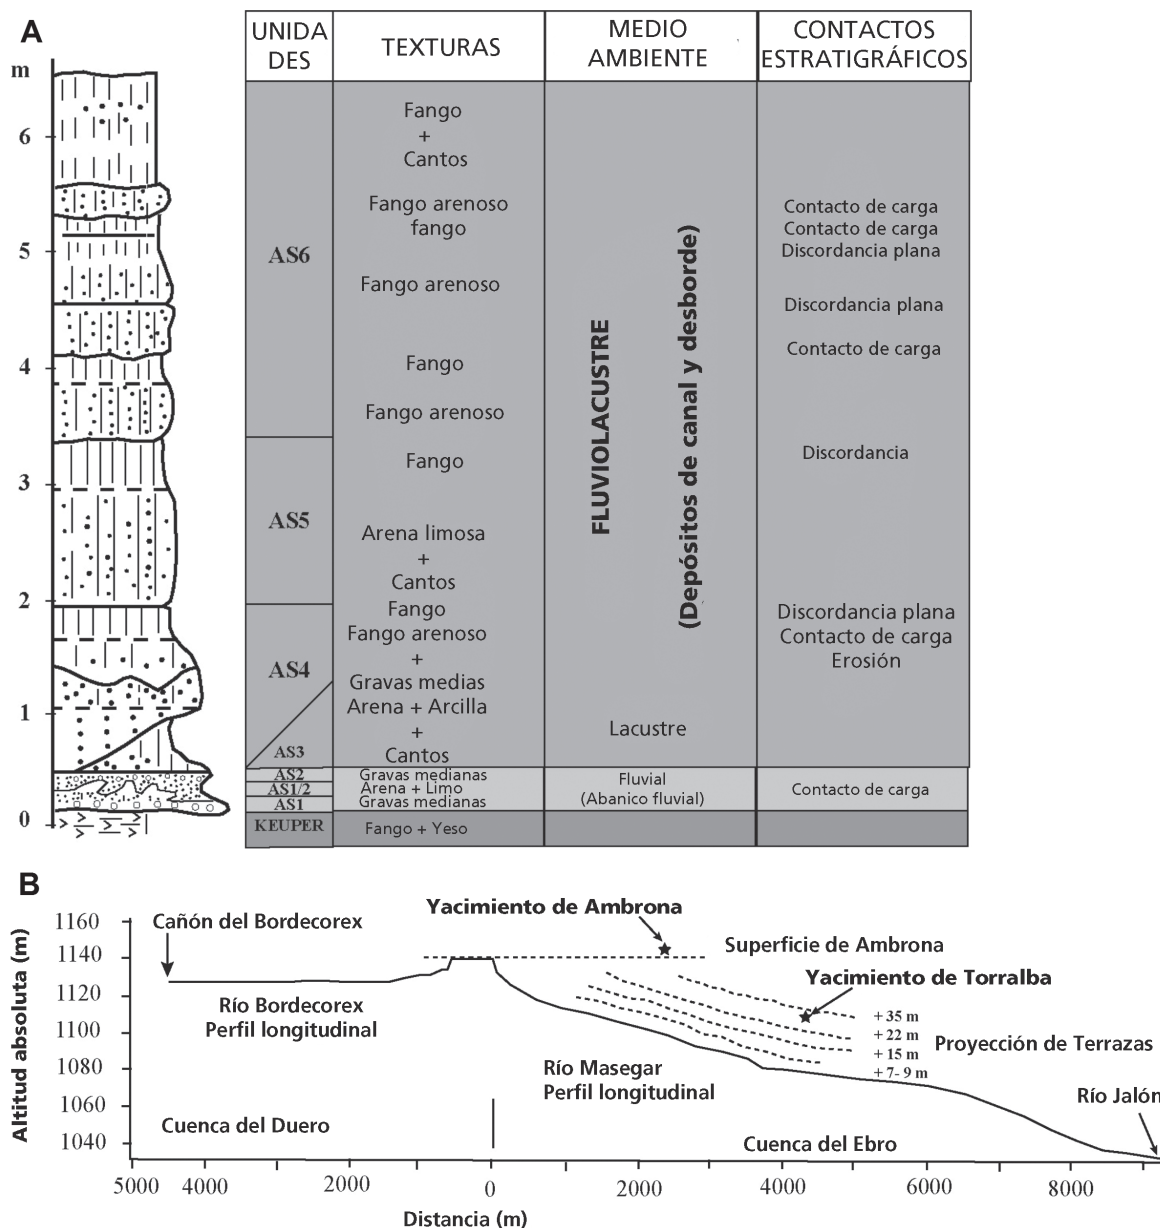 A
m
6
5
4
3
2
1
0
UNIDA
DES
TEXTURAS
MEDIO
AMBIENTE
CONTACTOS
ESTRATIGRÁFICOS
AS6
AS5
AS4
AS3
AS2
AS1/2
AS1
KEUPER
Fango
+
Cantos
Fango arenoso
fango
Fango arenoso
Fango
Fango arenoso
Fango
Arena limosa
+
Cantos
Fango
Fango arenoso
+
Gravas medias
Arena + Arcilla
+
Cantos
Gravas medianas
Arena + Limo
Gravas medianas
Fango + Yeso
FLUVIOLACUSTRE
(Depósitos de canal y desborde)
Lacustre
Fluvial
(Abanico fluvial)
Contacto de carga
Contacto de carga
Discordancia plana
Discordancia plana
Contacto de carga
Discordancia
Discordancia plana
Contacto de carga
Erosión
Contacto de carga
B
Altitud absoluta (m)
1160
1140
1120
1100
1080
1060
1040
Cañón del Bordecorex
Yacimiento de Ambrona
Superficie de Ambrona
Yacimiento de Torralba
Río Bordecorex
Perfil longitudinal
+ 35 m
+ 22 m
+ 15 m
+ 7- 9 m
Proyección de Terrazas
Río Masegar
Perfil longitudinal
Río Jalón
Cuenca del Duero
Cuenca del Ebro
5000 4000 2000 0 2000 4000 6000 8000
Distancia (m)